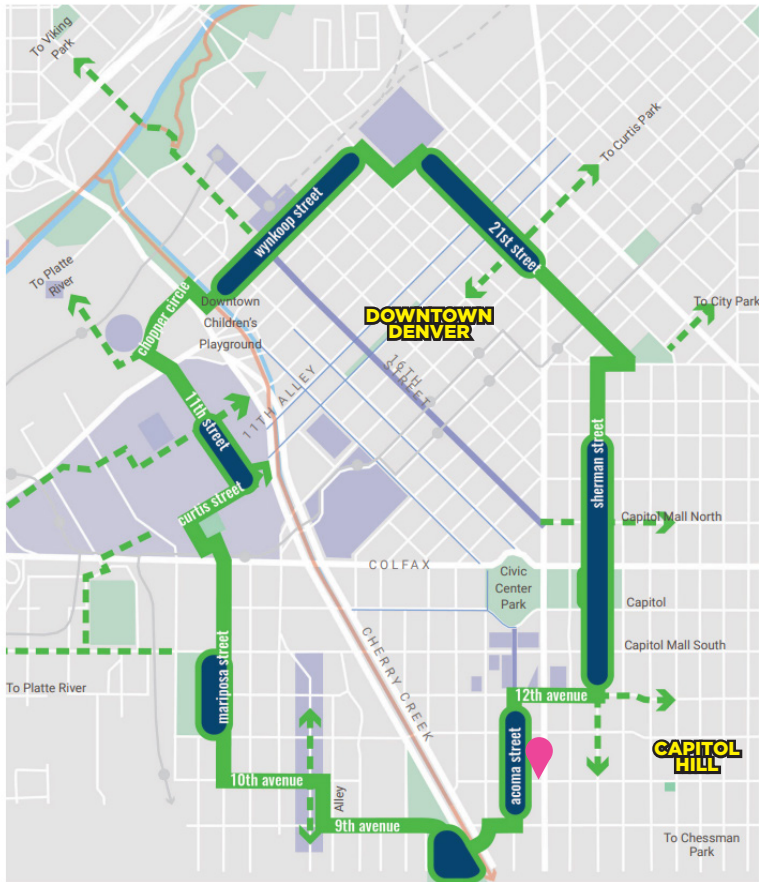 To Viking
Park
To Curtis Park
wynkoop street
21st street
To Platte
River
chopper circle
Downtown
Children's
Playground
DOWNTOWN
DENVER
To City Park
16TH
STREET
11TH ALLEY
11th street
sherman street
curtis street
Capitol Mall North
COLFAX
Civic
Center
Park
Capitol
CHERRY CREEK
Capitol Mall South
mariposa street
To Platte River
12th avenue
acoma street
CAPITOL
HILL
10th avenue
Alley
9th avenue
To Chessman
Park